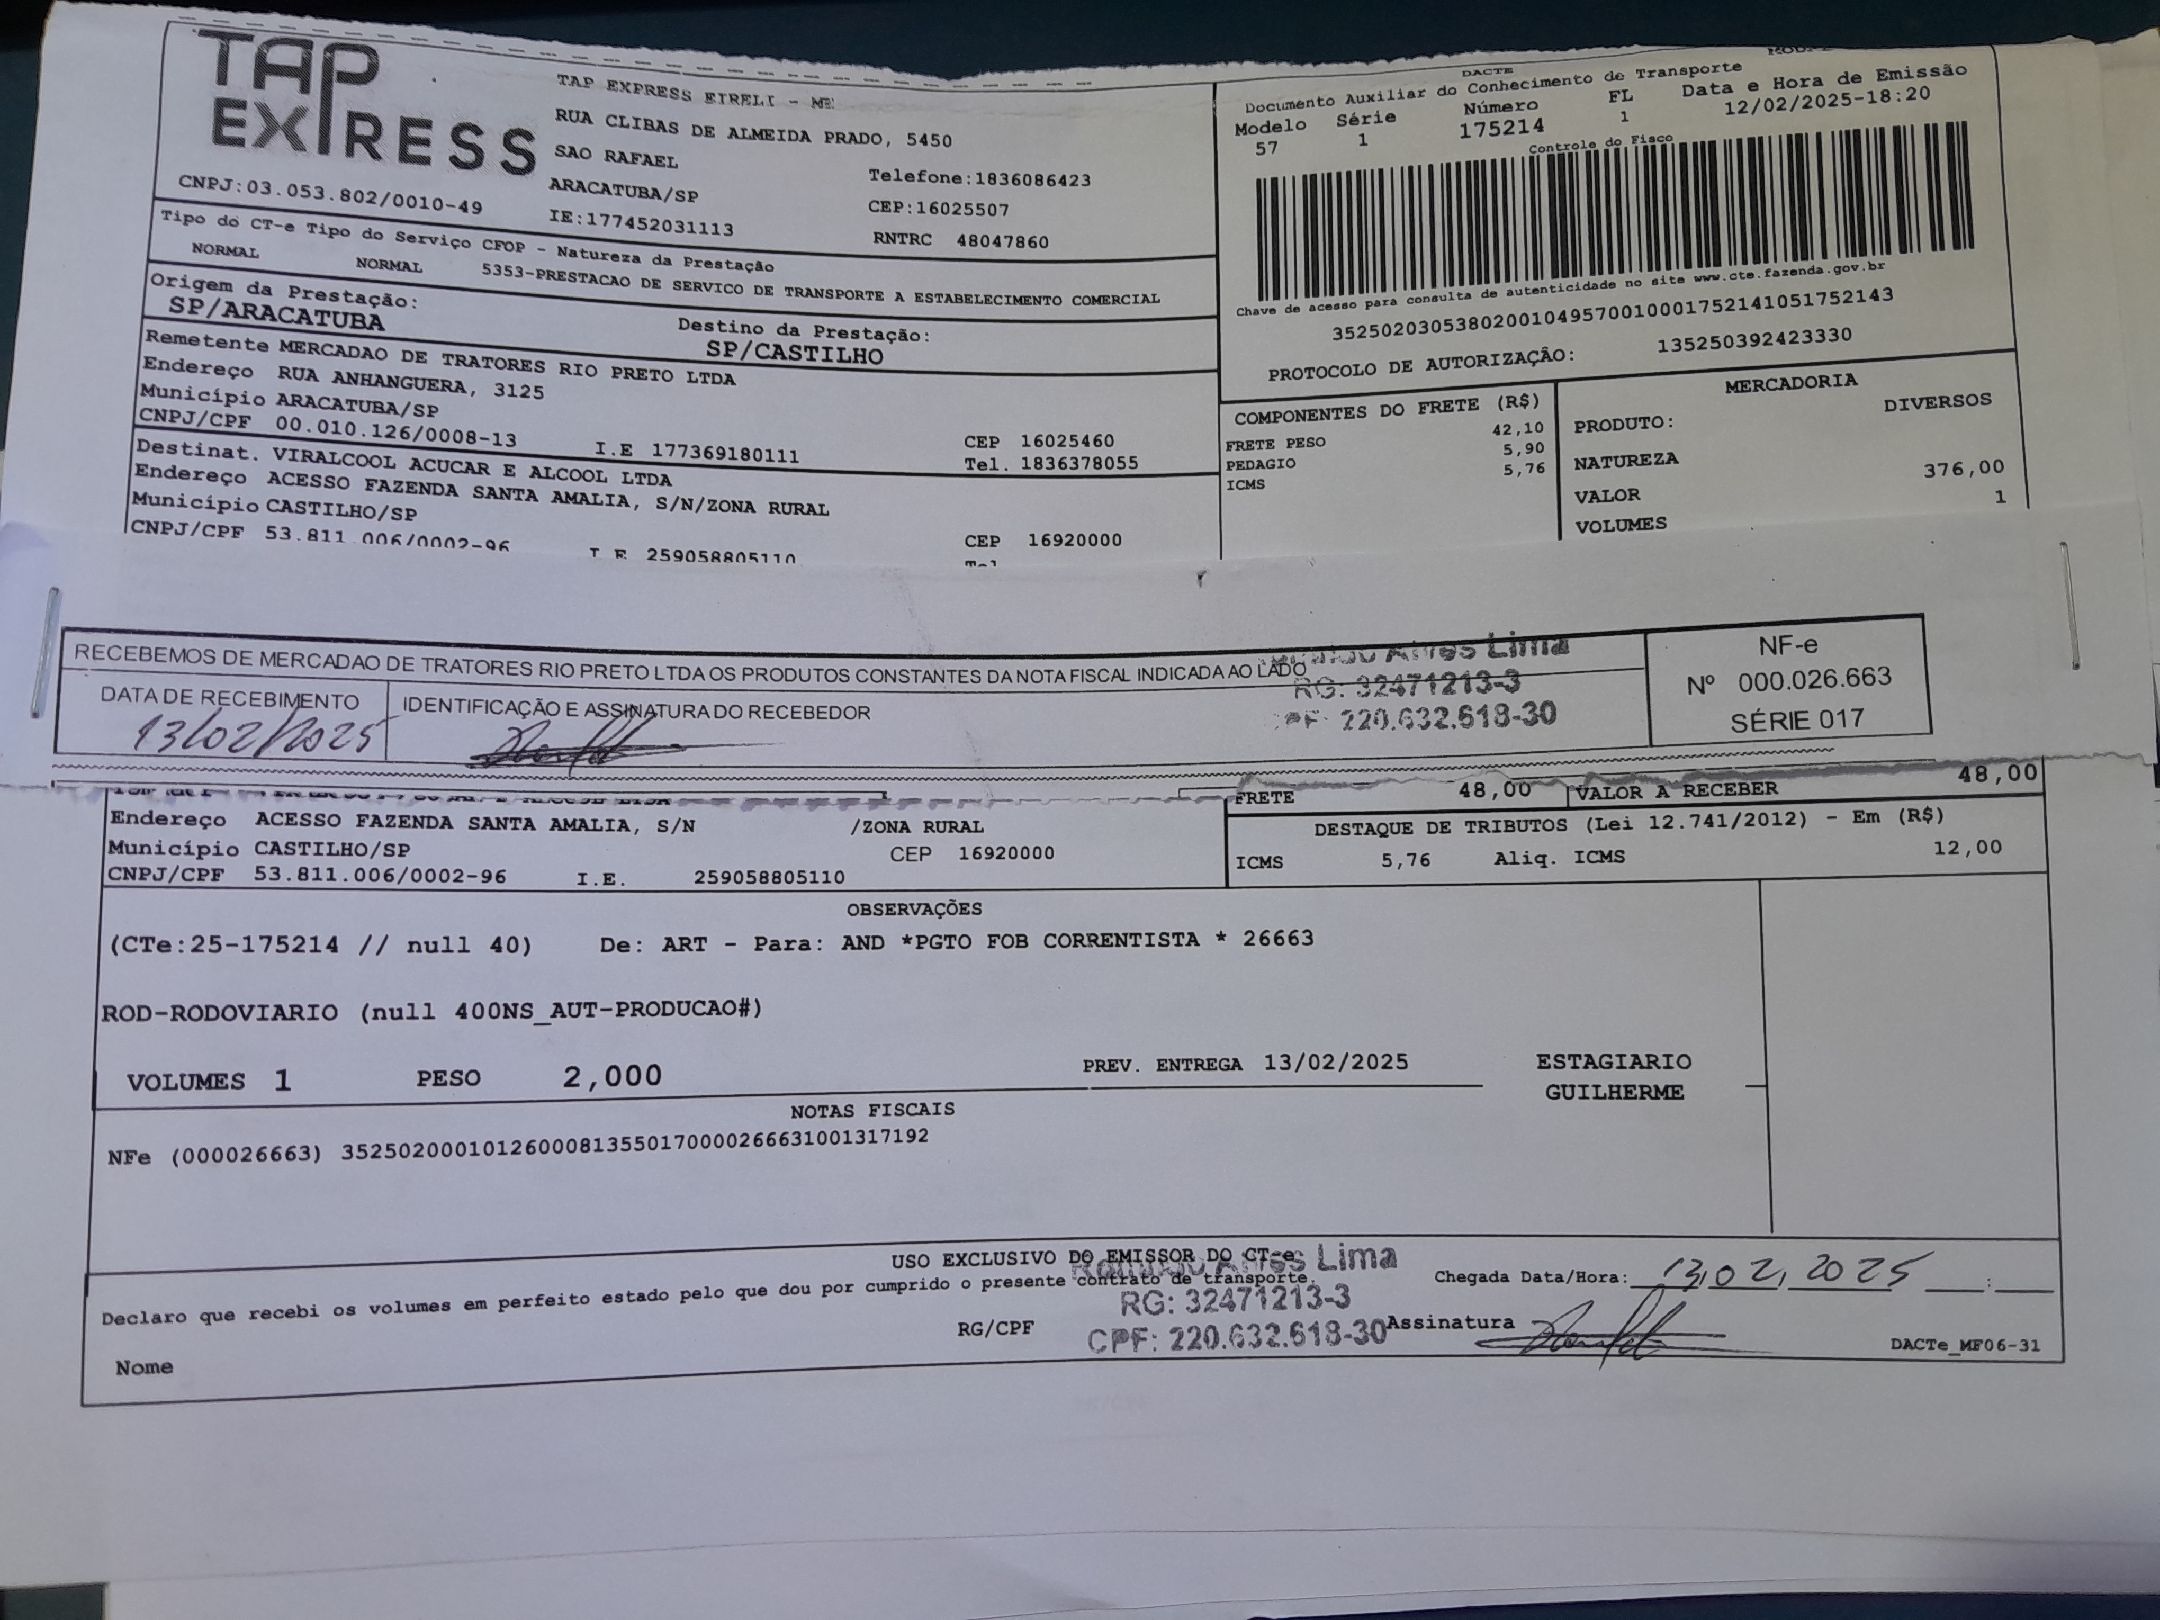 TAP
EXPRESS
TAP EXPRESS EIRELI - ME
RUA CLIBAS DE ALMEIDA PRADO, 5450
SAO RAFAEL
Telefone:1836086423
ARACATUBA/SP
CEP:16025507
CNPJ:03.053.802/0010-49
IE:177452031113
RNTRC 48047860
DACTE
Documento Auxiliar do Conhecimento de Transporte
Modelo Série Número FL Data e Hora de Emissão
57 1 175214 1 12/02/2025-18:20
Controle do Fisco
Chave de acesso para consulta de autenticidade no site www.cte.fazenda.gov.br
35250203053802001049570010001752141051752143
PROTOCOLO DE AUTORIZAÇÃO: 135250392423330
Tipo do CT-e Tipo do Serviço CFOP - Natureza da Prestação
NORMAL NORMAL 5353-PRESTACAO DE SERVICO DE TRANSPORTE A ESTABELECIMENTO COMERCIAL
Origem da Prestação:
SP/ARACATUBA
Destino da Prestação:
SP/CASTILHO
Remetente MERCADAO DE TRATORES RIO PRETO LTDA
Endereço RUA ANHANGUERA, 3125
Município ARACATUBA/SP
CEP 16025460
CNPJ/CPF 00.010.126/0008-13 I.E 177369180111
Tel. 1836378055
Destinat. VIRALCOOL ACUCAR E ALCOOL LTDA
Endereço ACESSO FAZENDA SANTA AMALIA, S/N/ZONA RURAL
Município CASTILHO/SP
CEP 16920000
CNPJ/CPF 53.811.006/0002-96 I.E 259058805110
COMPONENTES DO FRETE (R$)
FRETE PESO 42,10
PEDAGIO 5,90
ICMS 5,76
MERCADORIA
PRODUTO: DIVERSOS
NATUREZA
VALOR 376,00
VOLUMES 1
RECEBEMOS DE MERCADAO DE TRATORES RIO PRETO LTDA OS PRODUTOS CONSTANTES DA NOTA FISCAL INDICADA AO LADO
Lima
RG: 32471213-3
CPF: 220.632.618-30
DATA DE RECEBIMENTO
13/02/2025
IDENTIFICAÇÃO E ASSINATURA DO RECEBEDOR
NF-e
Nº 000.026.663
SÉRIE 017
FRETE 48,00 VALOR A RECEBER 48,00
Endereço ACESSO FAZENDA SANTA AMALIA, S/N /ZONA RURAL
Município CASTILHO/SP CEP 16920000
CNPJ/CPF 53.811.006/0002-96 I.E. 259058805110
DESTAQUE DE TRIBUTOS (Lei 12.741/2012) - Em (R$)
ICMS 5,76 Aliq. ICMS 12,00
OBSERVAÇÕES
(CTe:25-175214 // null 40) De: ART - Para: AND *PGTO FOB CORRENTISTA * 26663
ROD-RODOVIARIO (null 400NS_AUT-PRODUCAO#)
VOLUMES 1 PESO 2,000
PREV. ENTREGA 13/02/2025
ESTAGIARIO
GUILHERME
NOTAS FISCAIS
NFe (000026663) 35250200010126000813550170000266631001317192
USO EXCLUSIVO DO EMISSOR DO CT-e
Declaro que recebi os volumes em perfeito estado pelo que dou por cumprido o presente contrato de transporte.
Lima
RG: 32471213-3
CPF: 220.632.618-30
Chegada Data/Hora: 13,02,2025 :
RG/CPF
Assinatura
Nome
DACTe_MF06-31